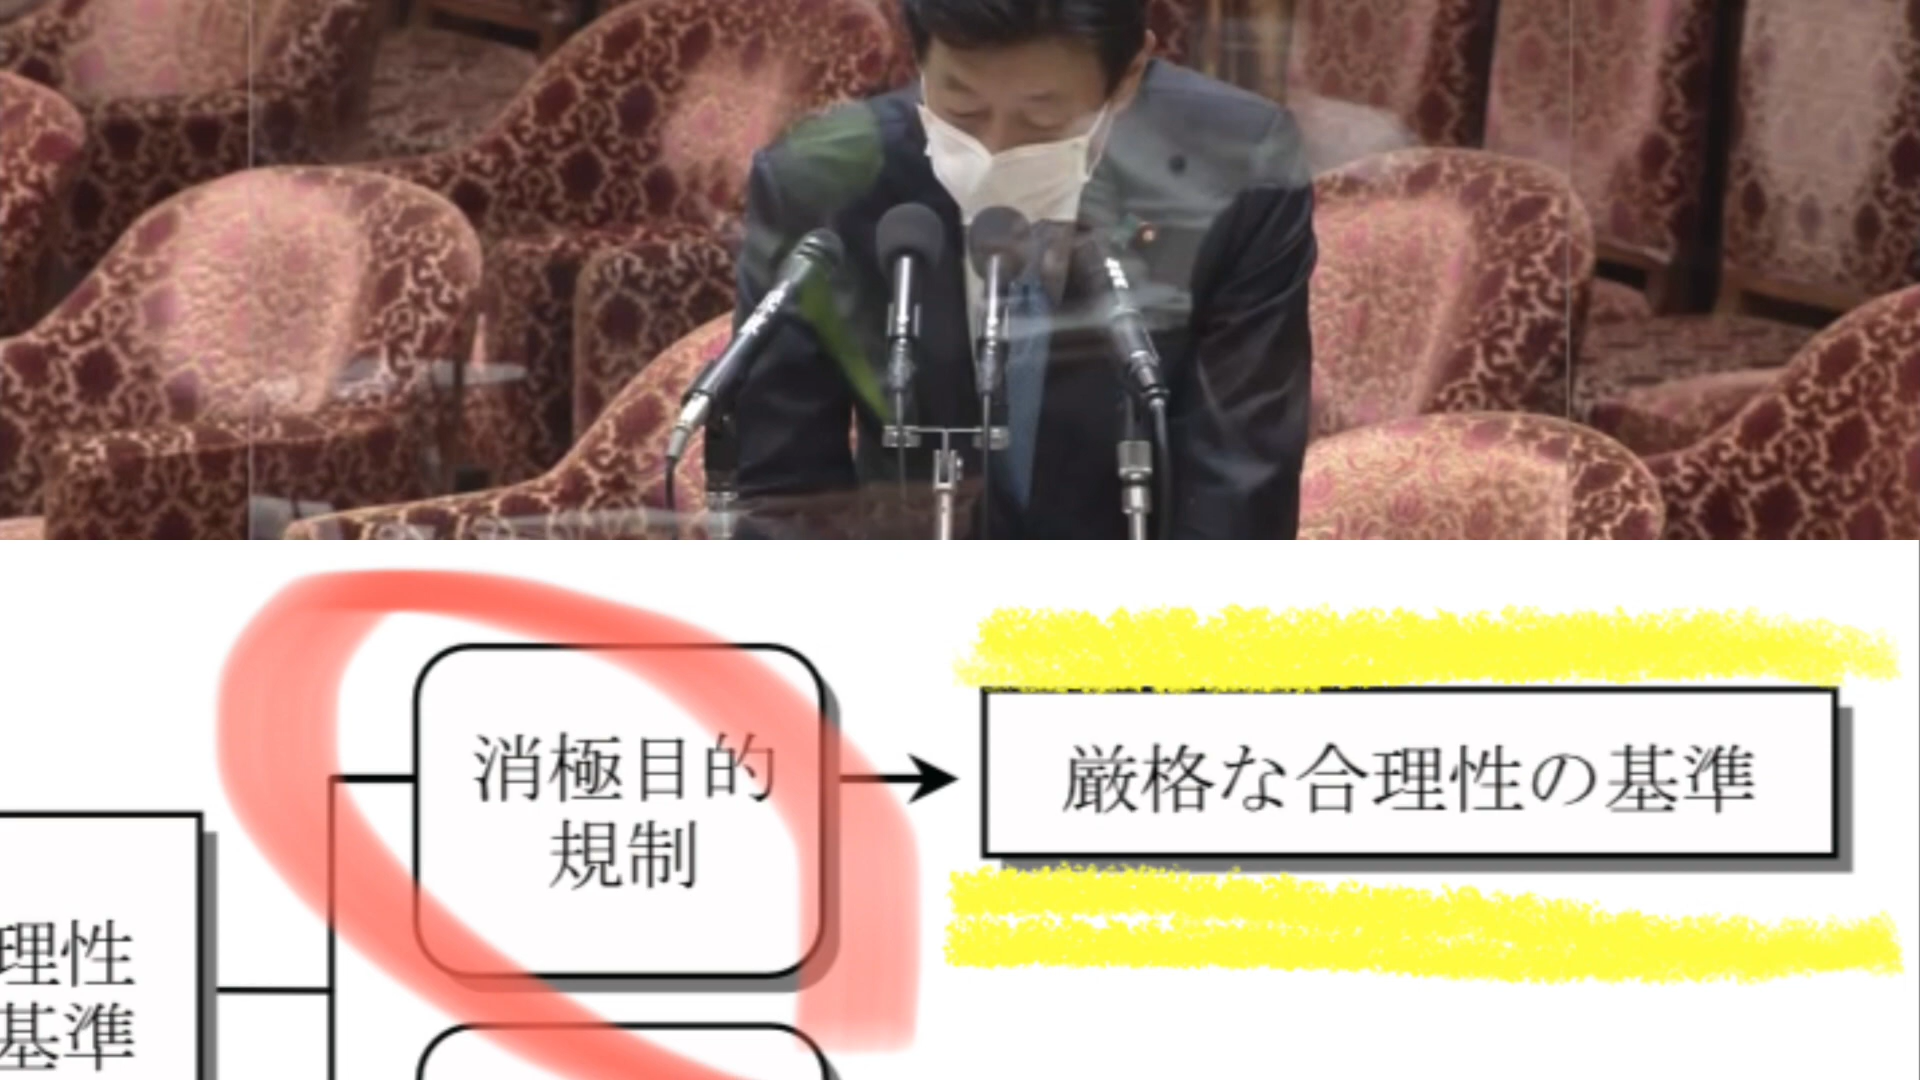 消極目的
規制
厳格な合理性の基準
理性
基準